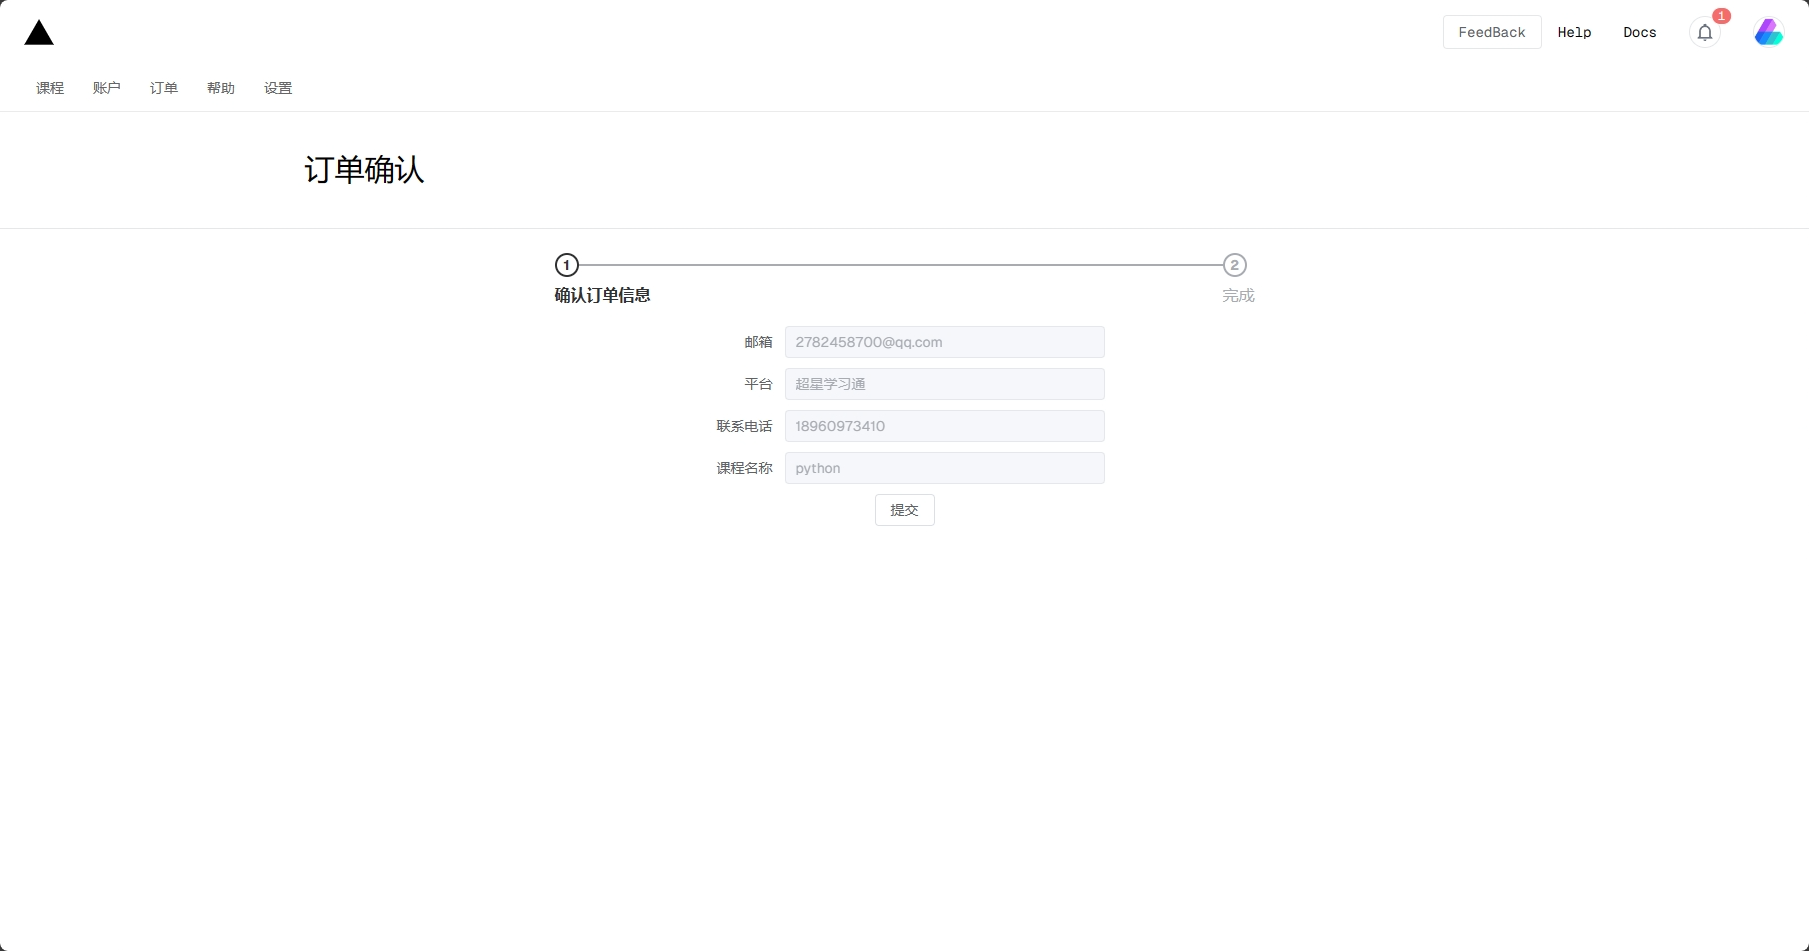 FeedBack Help Docs 1
课程 账户 订单 帮助 设置
订单确认
1 2
确认订单信息 完成
邮箱 2782458700@qq.com
平台 超星学习通
联系电话 18960973410
课程名称 python
提交